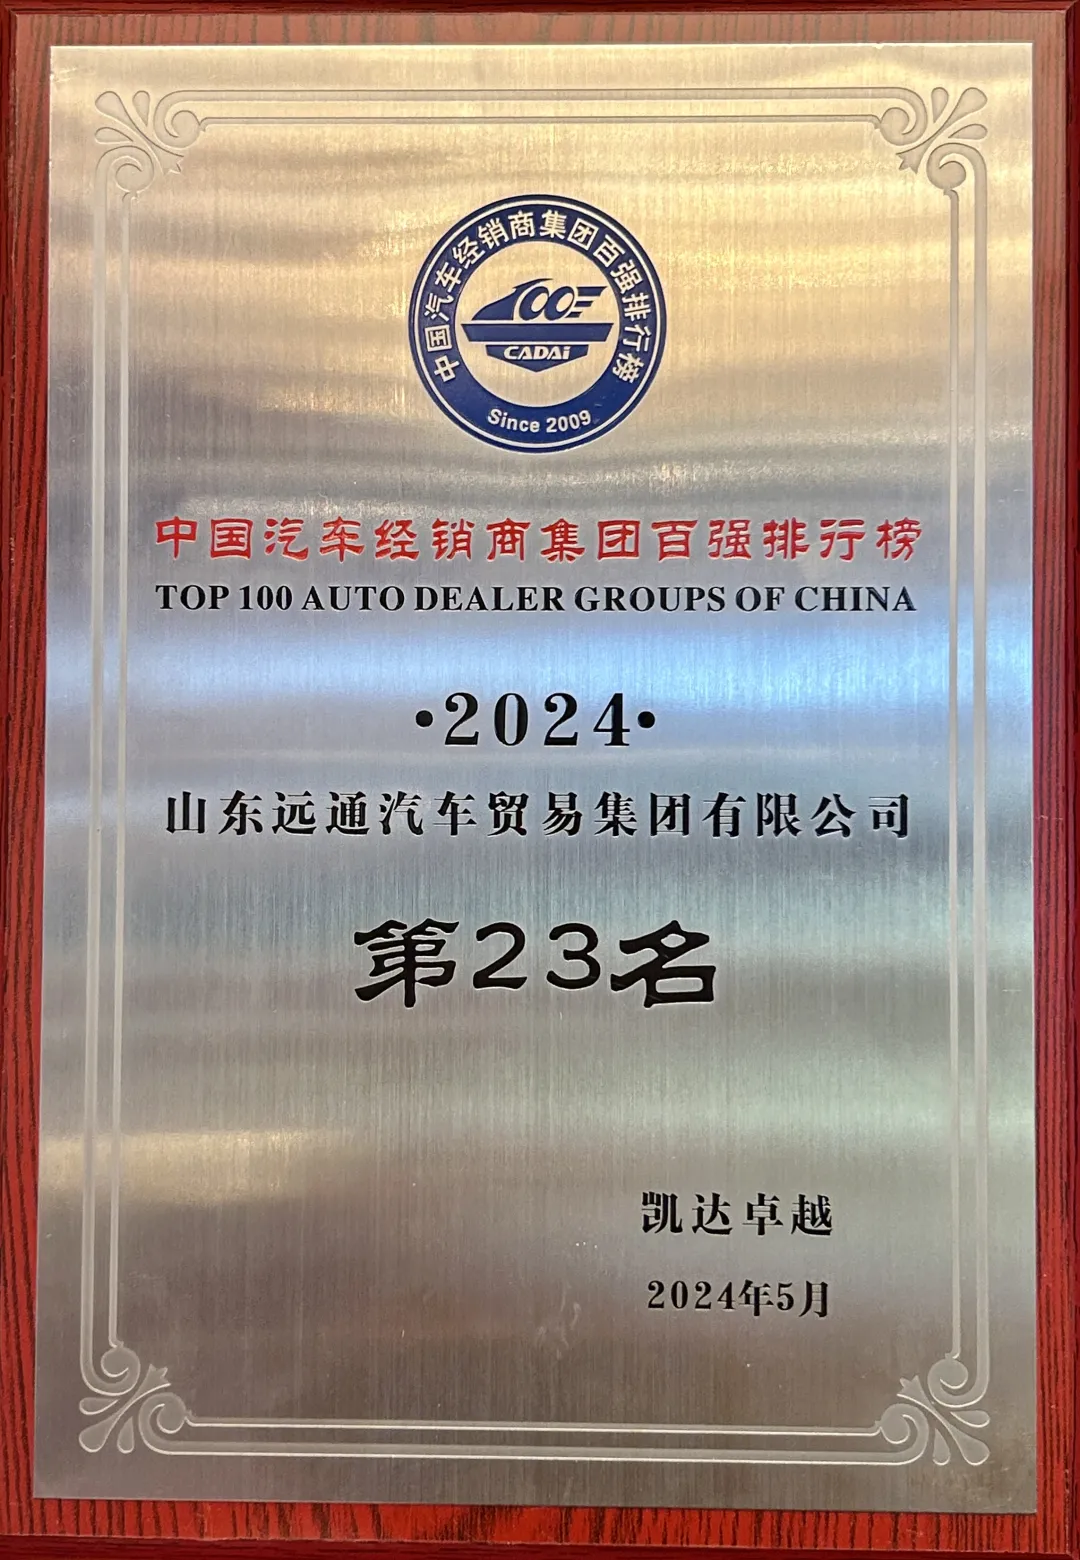 中国汽车经销商集团百强排行榜
100
CADAi
Since 2009
中国汽车经销商集团百强排行榜
TOP 100 AUTO DEALER GROUPS OF CHINA
·2024·
山东远通汽车贸易集团有限公司
第23名
凯达卓越
2024年5月